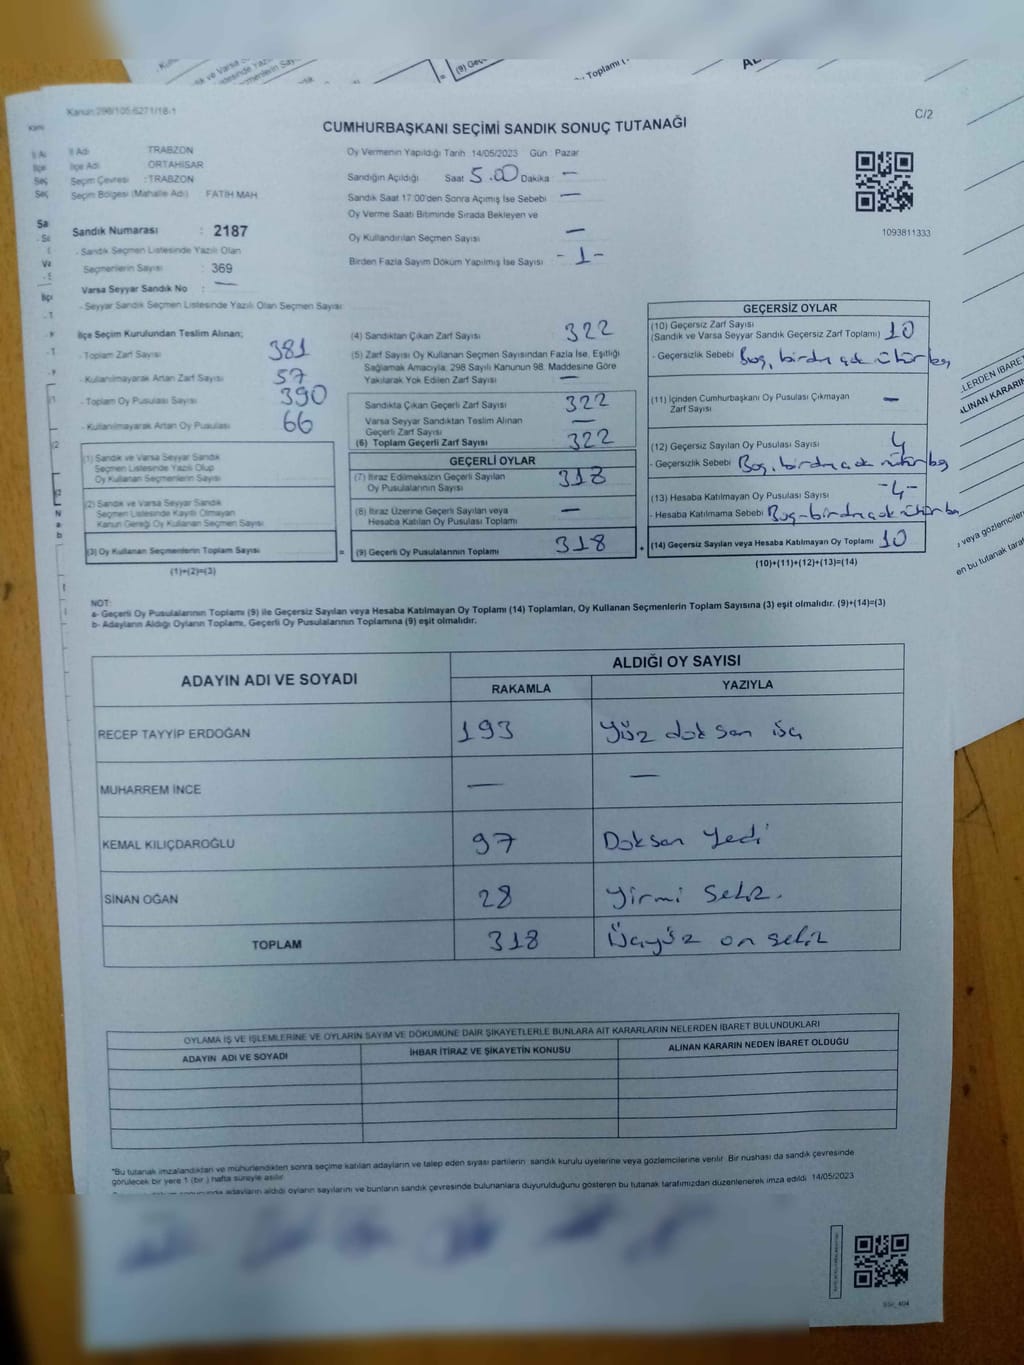 Kanun:298/105-6271/18-1
C/2
CUMHURBAŞKANI SEÇİMİ SANDIK SONUÇ TUTANAĞI
İl Adı TRABZON
İlçe Adı ORTAHİSAR
Seçim Çevresi : TRABZON
Seçim Bölgesi (Mahalle Adı) FATİH MAH
Sandık Numarası : 2187
- Sandık Seçmen Listesinde Yazılı Olan
Seçmenlerin Sayısı : 369
Varsa Seyyar Sandık No : —
- Seyyar Sandık Seçmen Listesinde Yazılı Olan Seçmen Sayısı
Oy Vermenin Yapıldığı Tarih 14/05/2023 Gün Pazar
Sandığın Açıldığı Saat 5.00 Dakika —
Sandık Saat 17:00'den Sonra Açımış İse Sebebi —
Oy Verme Saati Bitiminde Sırada Bekleyen ve
Oy Kullandırılan Seçmen Sayısı —
Birden Fazla Sayım Döküm Yapılmış İse Sayısı -1-
1093811333
İlçe Seçim Kurulundan Teslim Alınan;
- Toplam Zarf Sayısı 381
- Kullanılmayarak Artan Zarf Sayısı 57
- Toplam Oy Pusulası Sayısı 390
- Kullanılmayarak Artan Oy Pusulası 66
(1) Sandık ve Varsa Seyyar Sandık
Seçmen Listesinde Yazılı Olup
Oy Kullanan Seçmenlerin Sayısı
(2) Sandık ve Varsa Seyyar Sandık
Seçmen Listesinde Kayıtlı Olmayan
Kanun Gereği Oy Kullanan Seçmen Sayısı
(3) Oy Kullanan Seçmenlerin Toplam Sayısı =
(1)+(2)=(3)
(4) Sandıktan Çıkan Zarf Sayısı 322
(5) Zarf Sayısı Oy Kullanan Seçmen Sayısından Fazla İse, Eşitliği
Sağlamak Amacıyla, 298 Sayılı Kanunun 98. Maddesine Göre
Yakılarak Yok Edilen Zarf Sayısı —
Sandıkta Çıkan Geçerli Zarf Sayısı 322
Varsa Seyyar Sandıktan Teslim Alınan
Geçerli Zarf Sayısı —
(6) Toplam Geçerli Zarf Sayısı 322
GEÇERLİ OYLAR
(7) İtiraz Edilmeksizin Geçerli Sayılan
Oy Pusulalarının Sayısı 318
(8) İtiraz Üzerine Geçerli Sayılan veya
Hesaba Katılan Oy Pusulası Toplamı —
(9) Geçerli Oy Pusulalarının Toplamı 318 +
GEÇERSİZ OYLAR
(10) Geçersiz Zarf Sayısı
(Sandık ve Varsa Seyyar Sandık Geçersiz Zarf Toplamı) 10
- Geçersizlik Sebebi Boş, birden çok
(11) İçinden Cumhurbaşkanı Oy Pusulası Çıkmayan
Zarf Sayısı —
(12) Geçersiz Sayılan Oy Pusulası Sayısı 4
- Geçersizlik Sebebi Boş, birden çok
(13) Hesaba Katılmayan Oy Pusulası Sayısı -4-
- Hesaba Katılmama Sebebi Boş-birden çok
(14) Geçersiz Sayılan veya Hesaba Katılmayan Oy Toplamı 10
(10)+(11)+(12)+(13)=(14)
NOT:
a- Geçerli Oy Pusulalarının Toplamı (9) ile Geçersiz Sayılan veya Hesaba Katılmayan Oy Toplamı (14) Toplamları, Oy Kullanan Seçmenlerin Toplam Sayısına (3) eşit olmalıdır. (9)+(14)=(3)
b- Adayların Aldığı Oyların Toplamı, Geçerli Oy Pusulalarının Toplamına (9) eşit olmalıdır.
ADAYIN ADI VE SOYADI
ALDIĞI OY SAYISI
RAKAMLA YAZIYLA
RECEP TAYYİP ERDOĞAN 193 Yüz dok san üç
MUHARREM İNCE — —
KEMAL KILIÇDAROĞLU 97 Doksan Yedi
SİNAN OĞAN 28 Yirmi Sekiz.
TOPLAM 318 Üçyüz on sekiz
OYLAMA İŞ VE İŞLEMLERİNE VE OYLARIN SAYIM VE DÖKÜMÜNE DAİR ŞİKAYETLERLE BUNLARA AİT KARARLARIN NELERDEN İBARET BULUNDUKLARI
ADAYIN ADI VE SOYADI İHBAR İTİRAZ VE ŞİKAYETİN KONUSU ALINAN KARARIN NEDEN İBARET OLDUĞU
*Bu tutanak imzalandıktan ve mühürlendikten sonra seçime katılan adayların ve talep eden siyasi partilerin sandık kurulu üyelerine veya gözlemcilerine verilir. Bir nushası da sandık çevresinde
görülecek bir yere 1 (bir ) hafta süreyle asılır.
adayların aldığı oyların sayılarını ve bunların sandık çevresinde bulunanlara duyurulduğunu gösteren bu tutanak tarafımızdan düzenlenerek imza edildi. 14/05/2023